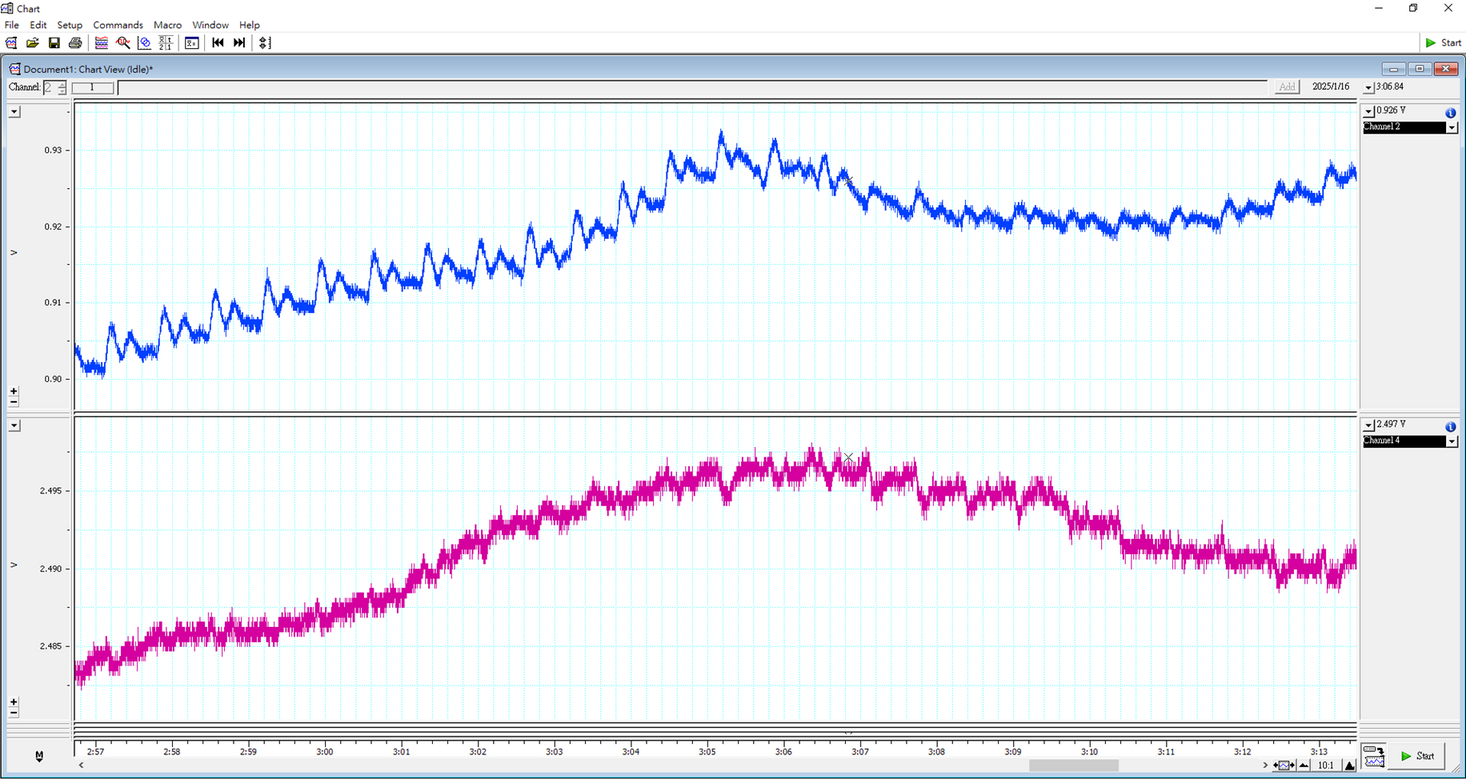 Chart
File Edit Setup Commands Macro Window Help
Start
Document1: Chart View (Idle)*
Channel: 2 1 Add 2025/1/16 3:06.84
0.926 V
Channel 2
0.93
0.92
V
0.91
0.90
+
−
2.497 V
Channel 4
2.495
2.490
V
2.485
+
−
2:57 2:58 2:59 3:00 3:01 3:02 3:03 3:04 3:05 3:06 3:07 3:08 3:09 3:10 3:11 3:12 3:13
M
10:1
Start